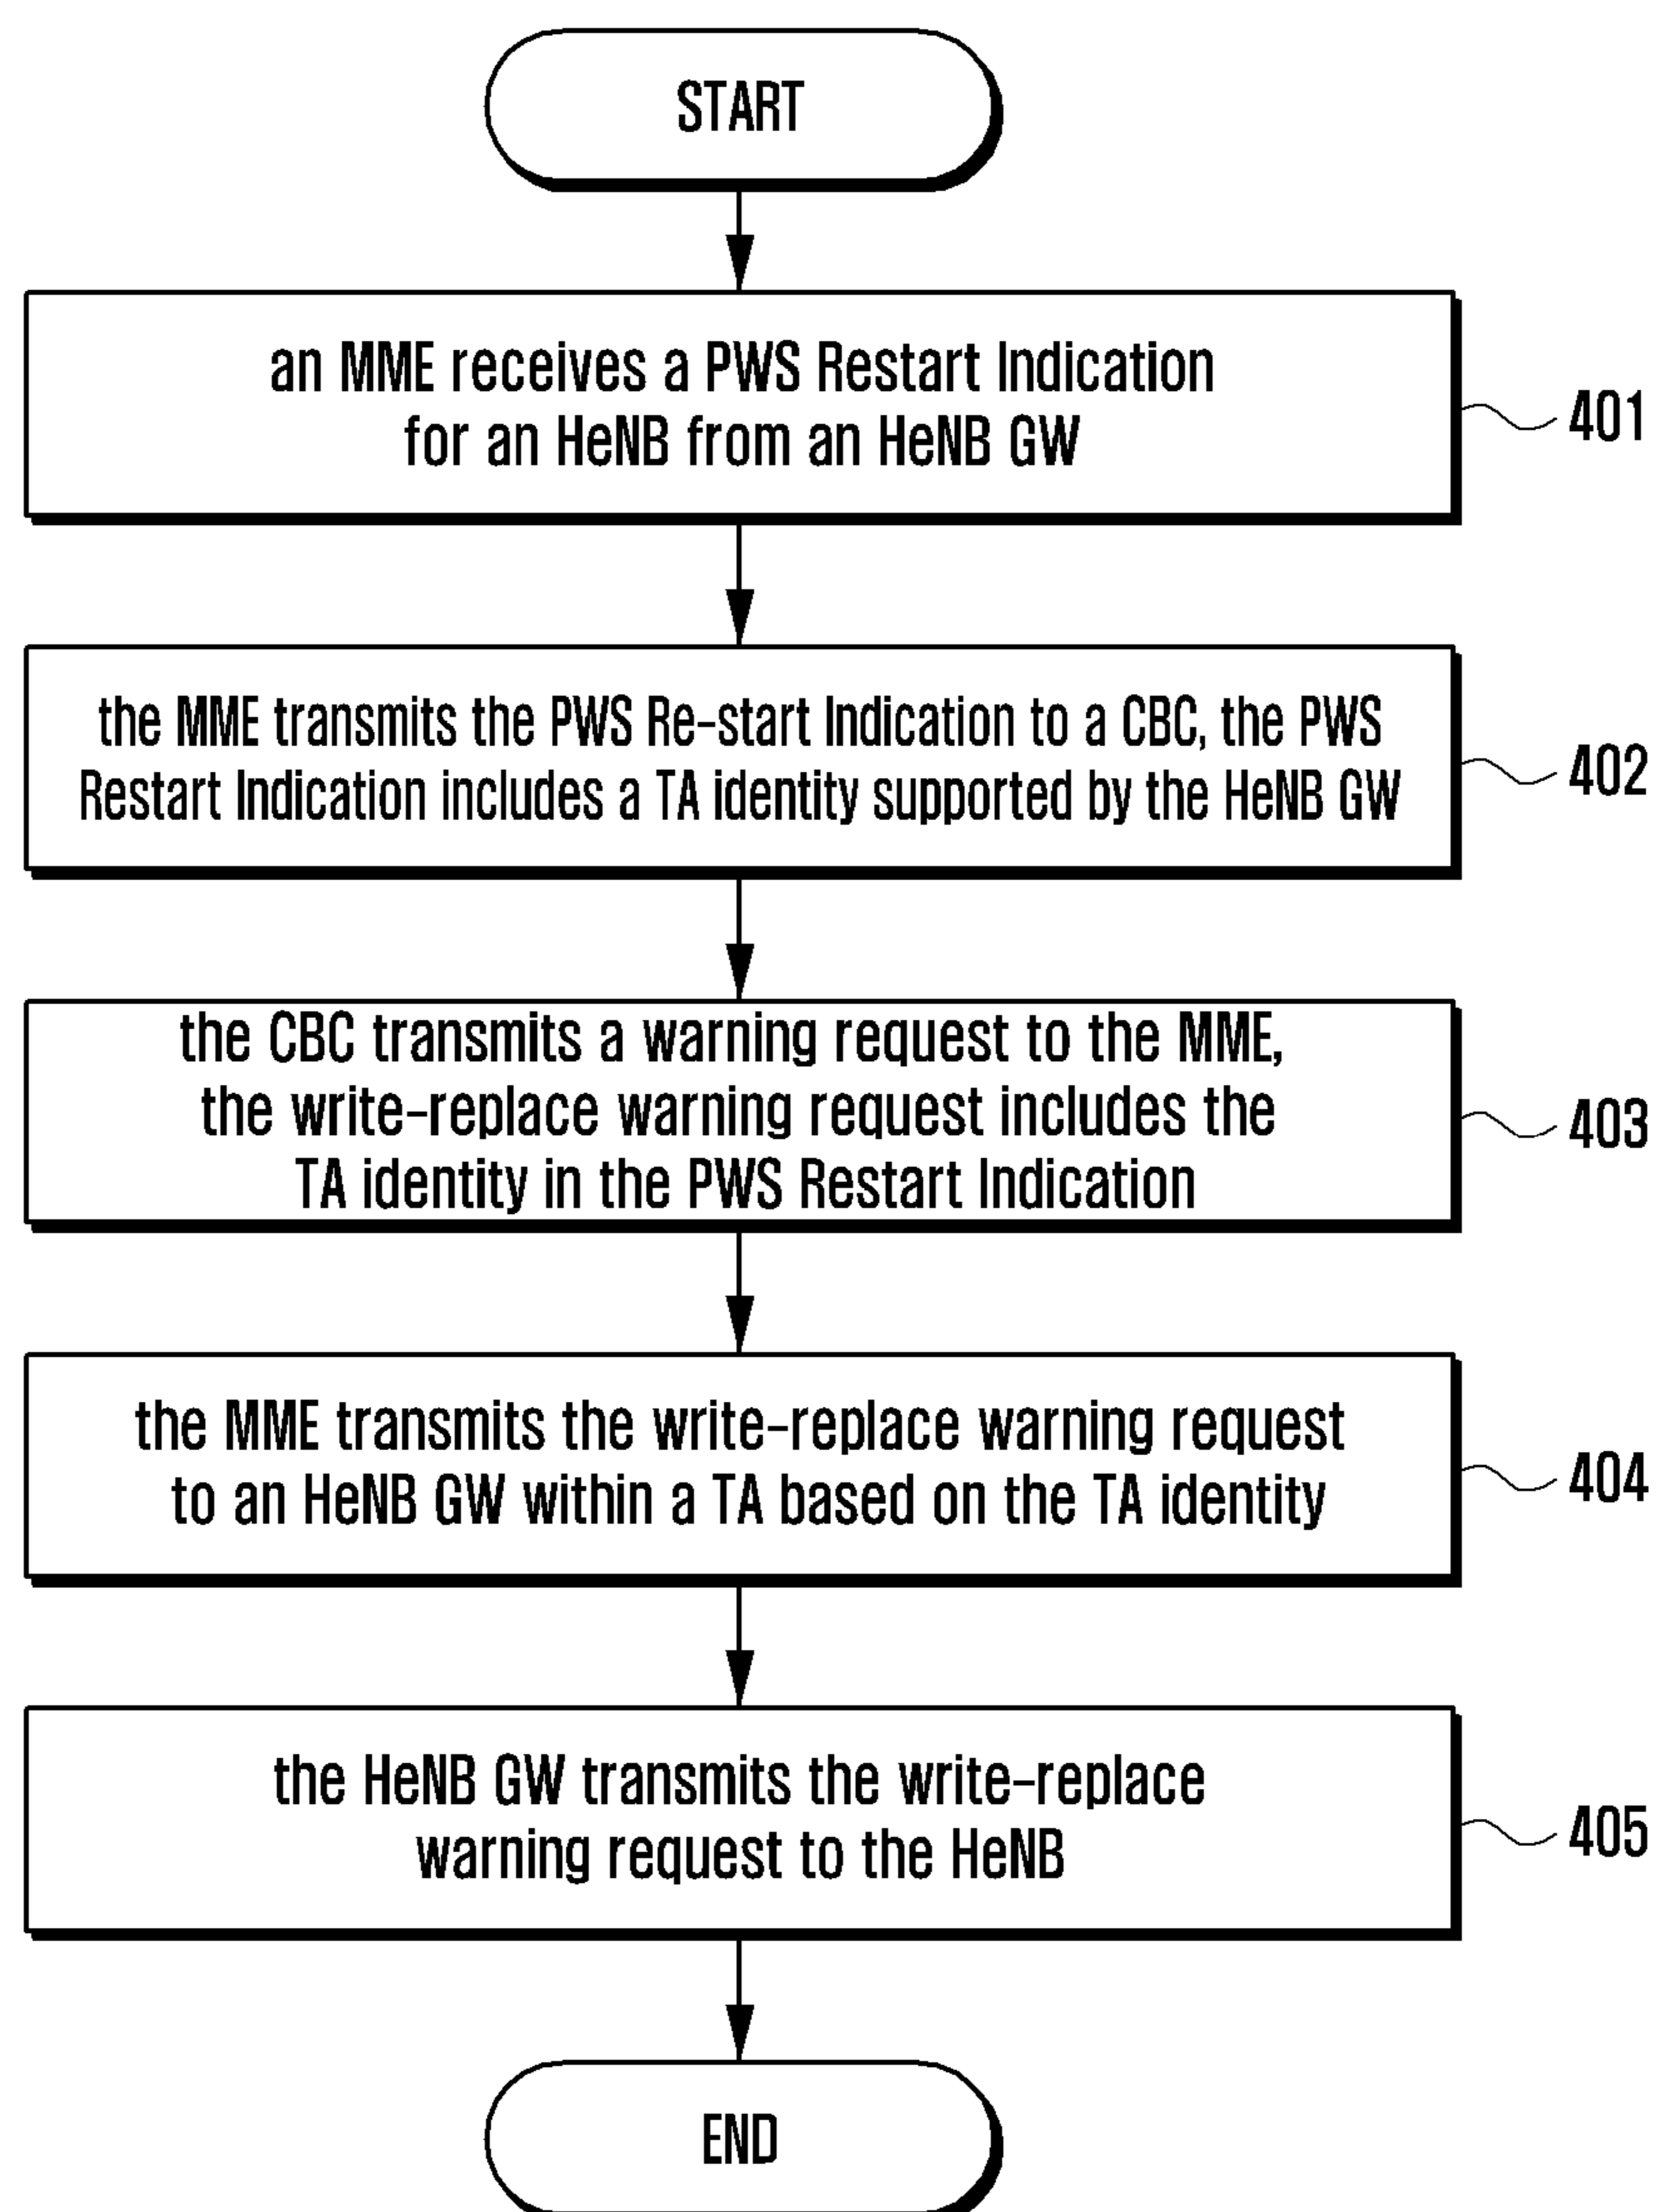 START
an MME receives a PWS Restart Indication
for an HeNB from an HeNB GW
401
the MME transmits the PWS Re-start Indication to a CBC, the PWS
Restart Indication includes a TA identity supported by the HeNB GW
402
the CBC transmits a warning request to the MME,
the write-replace warning request includes the
TA identity in the PWS Restart Indication
403
the MME transmits the write-replace warning request
to an HeNB GW within a TA based on the TA identity
404
the HeNB GW transmits the write-replace
warning request to the HeNB
405
END